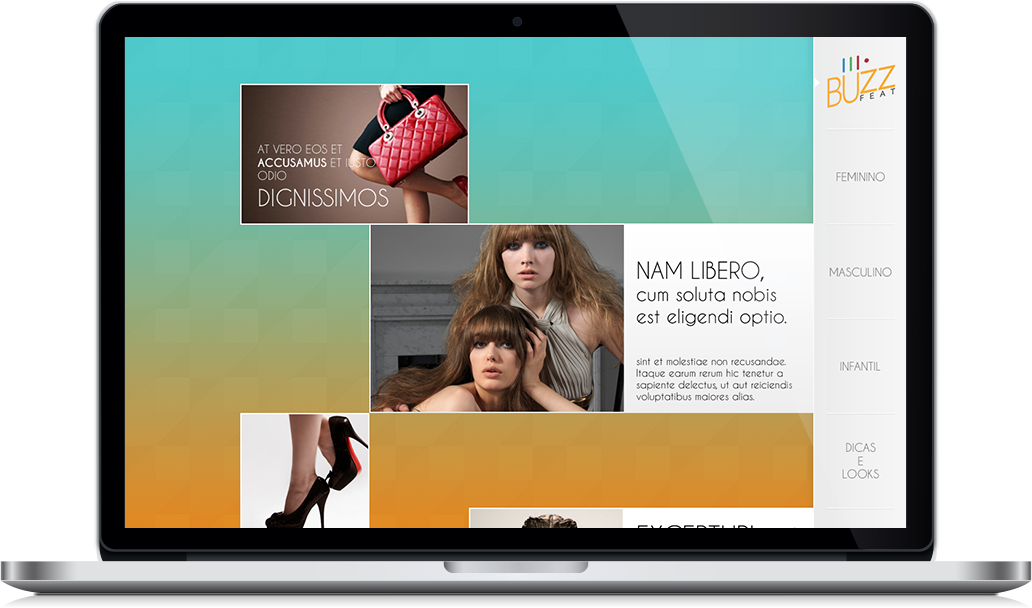 AT VERO EOS ET
ACCUSAMUS ET IUSTO
ODIO
DIGNISSIMOS
NAM LIBERO,
cum soluta nobis
est eligendi optio.
sint et molestiae non recusandae.
Itaque earum rerum hic tenetur a
sapiente delectus, ut aut reiciendis
voluptatibus maiores alias.
BUZZ
FEAT
FEMININO
MASCULINO
INFANTIL
DICAS
E
LOOKS